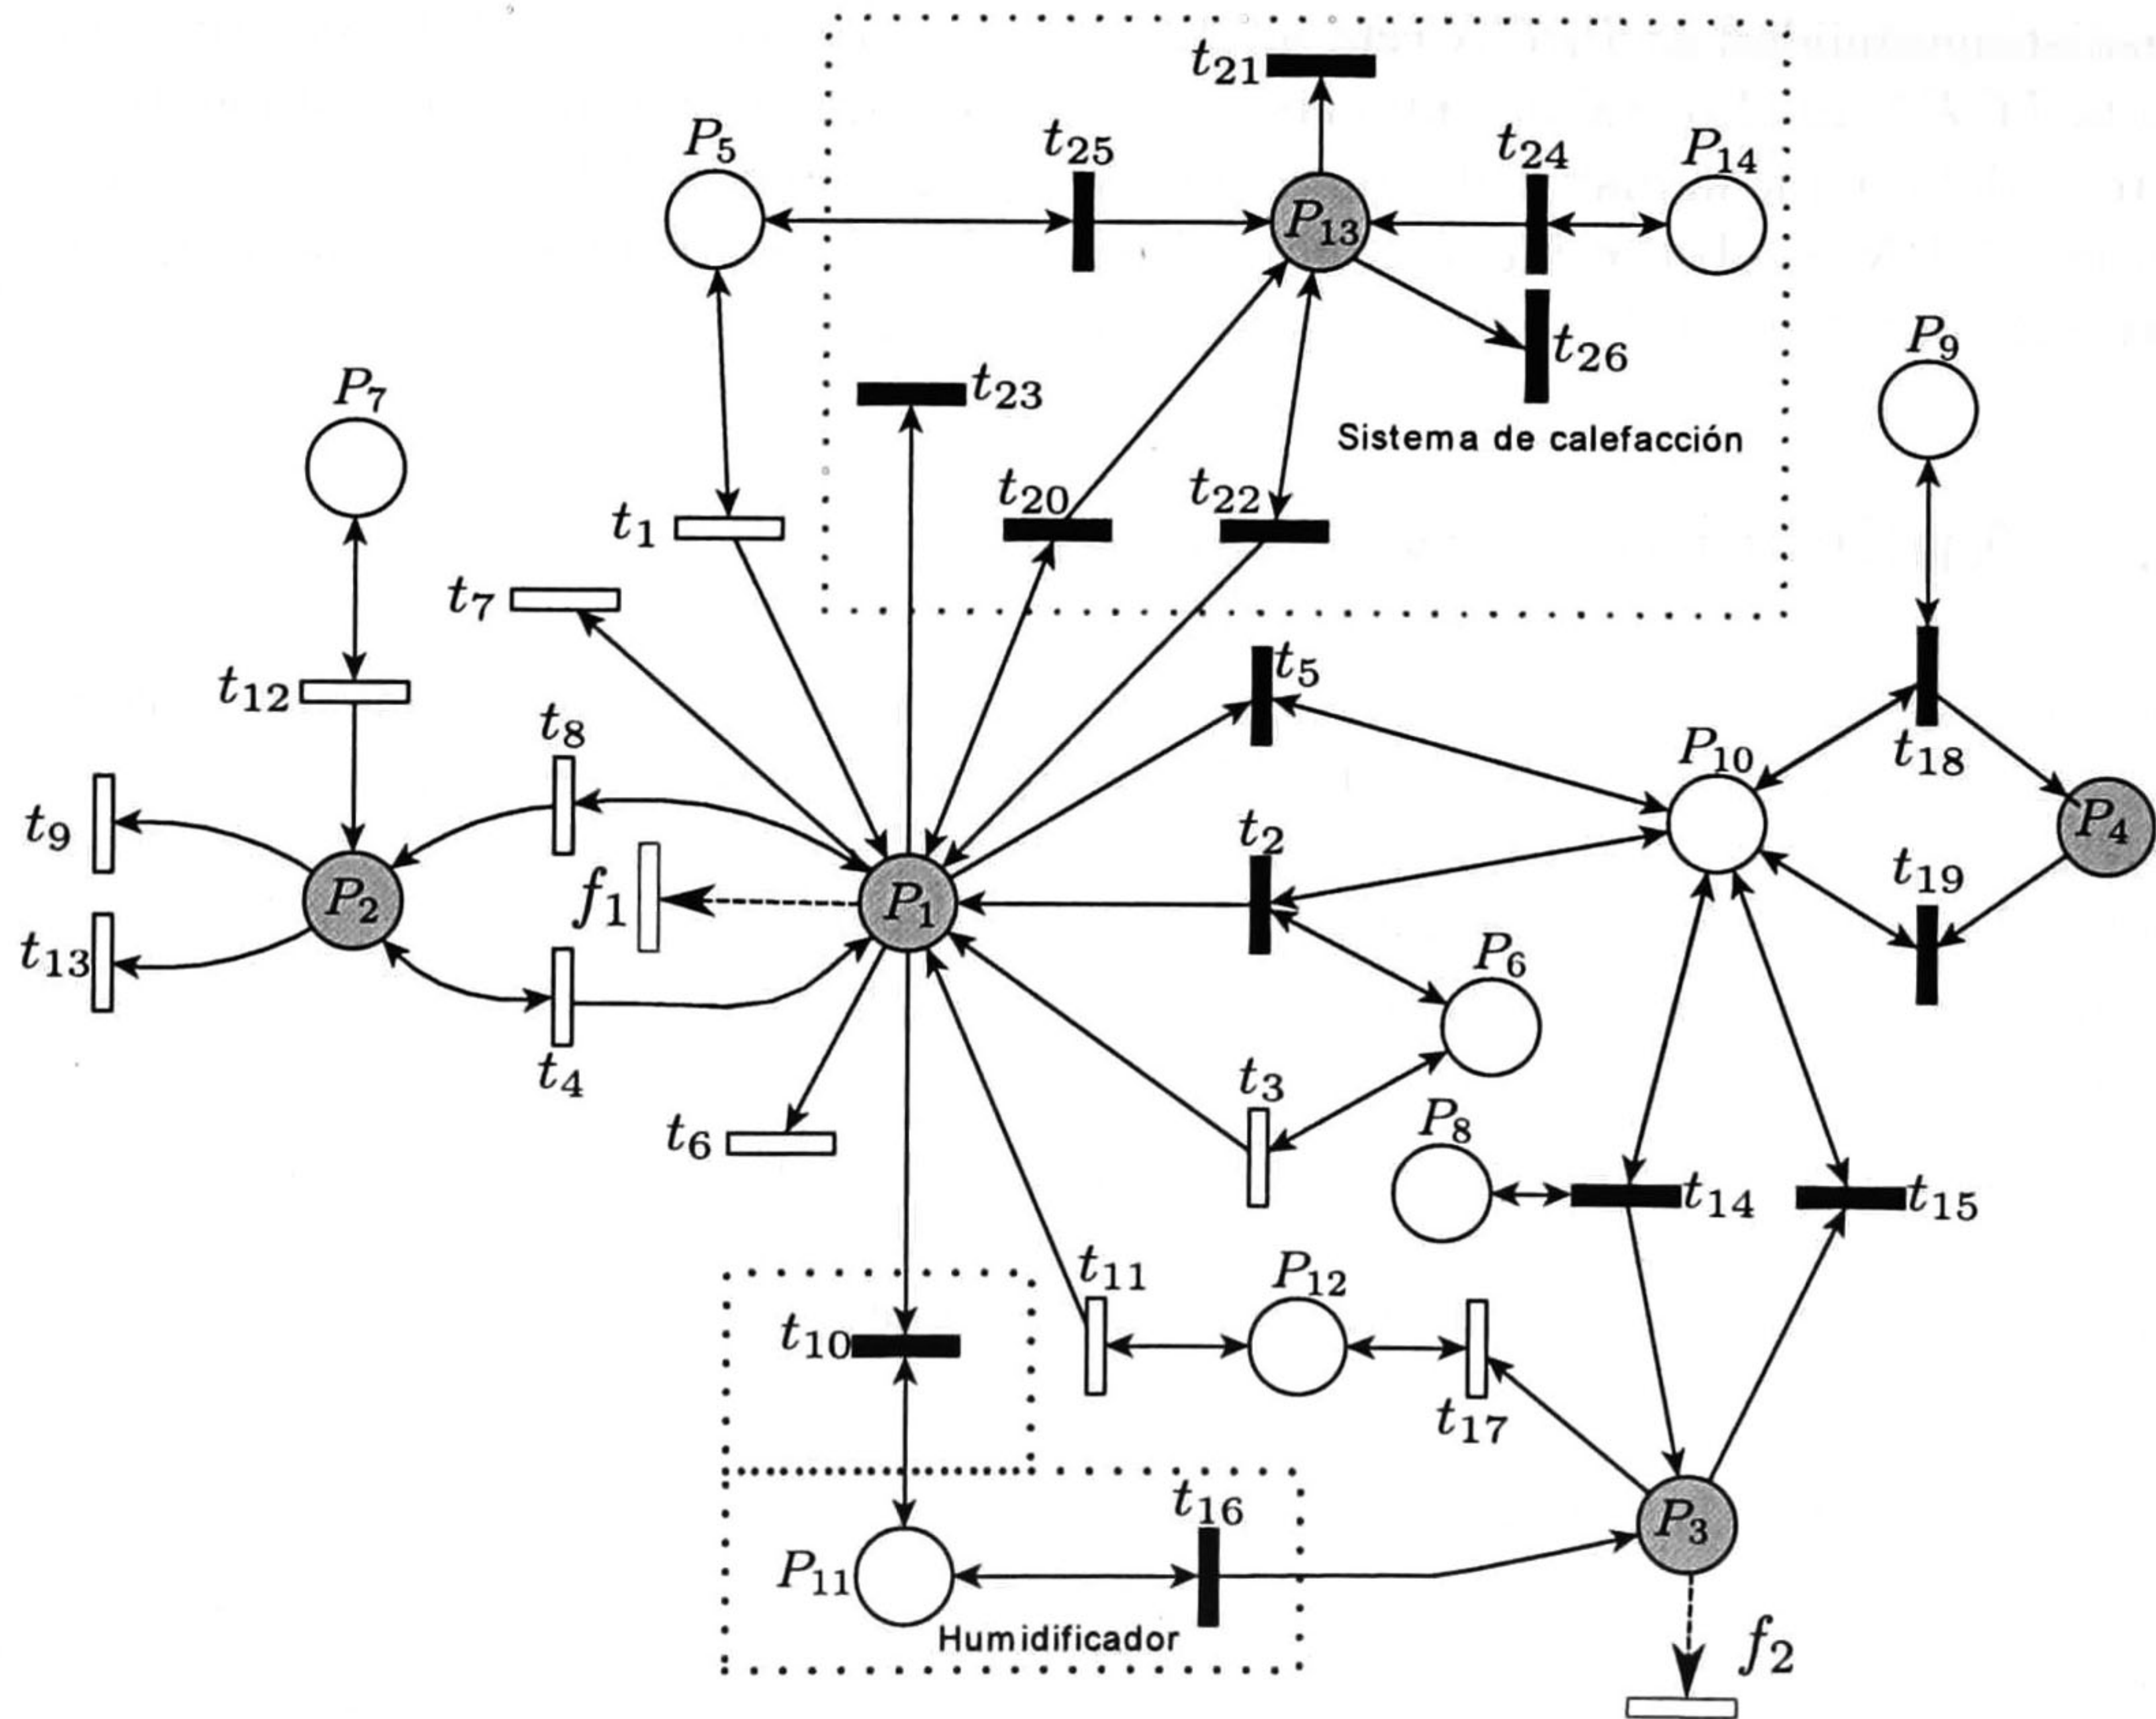 t21
P5
t25
t24
P14
P13
t26
P9
t23
Sistema de calefacción
P7
t20
t22
t1
t7
t5
t12
t8
P10
t18
t9
t2
P4
f1
P2
P1
t19
t13
P6
t4
t3
t6
P8
t14
t15
t11
P12
t10
t17
t16
P3
P11
Humidificador
f2